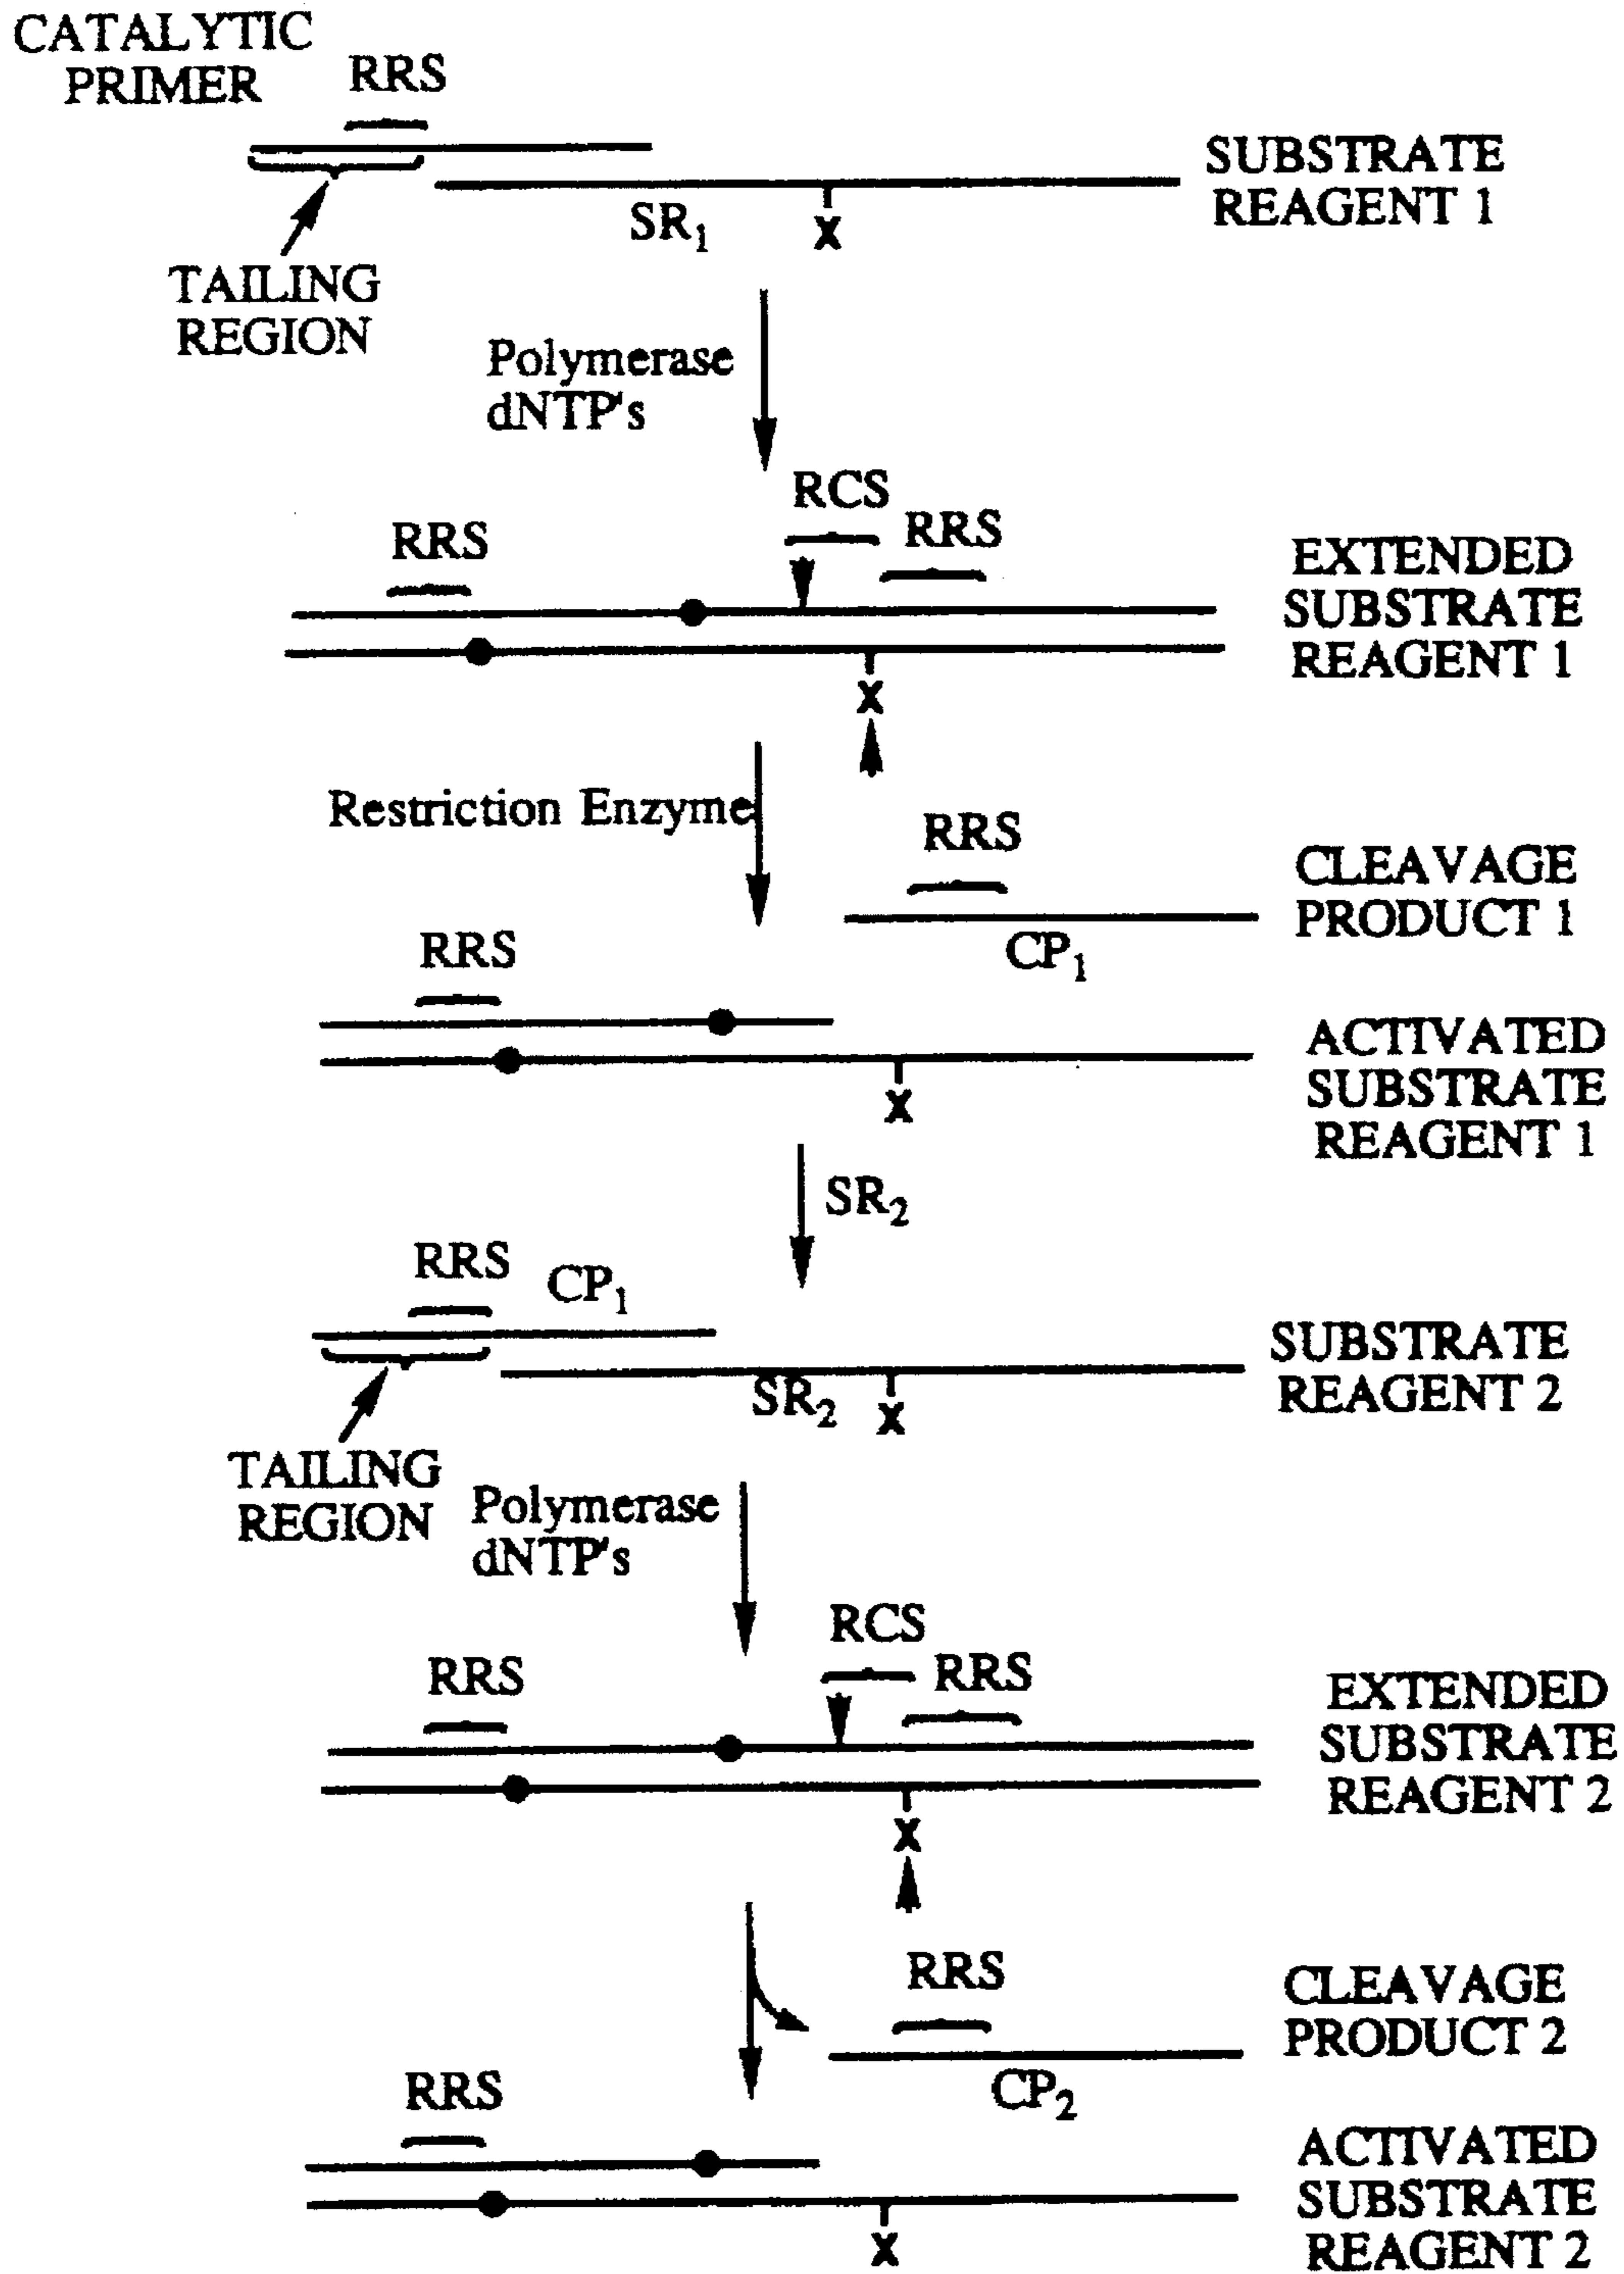 CATALYTIC
PRIMER
RRS
SUBSTRATE
REAGENT 1
SR1
X
TAILING
REGION
Polymerase
dNTP's
RCS
RRS
RRS
EXTENDED
SUBSTRATE
REAGENT 1
X
Restriction Enzyme
RRS
CLEAVAGE
PRODUCT 1
CP1
RRS
ACTIVATED
SUBSTRATE
REAGENT 1
X
SR2
RRS
CP1
SUBSTRATE
REAGENT 2
SR2
X
TAILING
REGION
Polymerase
dNTP's
RCS
RRS
RRS
EXTENDED
SUBSTRATE
REAGENT 2
X
RRS
CLEAVAGE
PRODUCT 2
CP2
RRS
ACTIVATED
SUBSTRATE
REAGENT 2
X